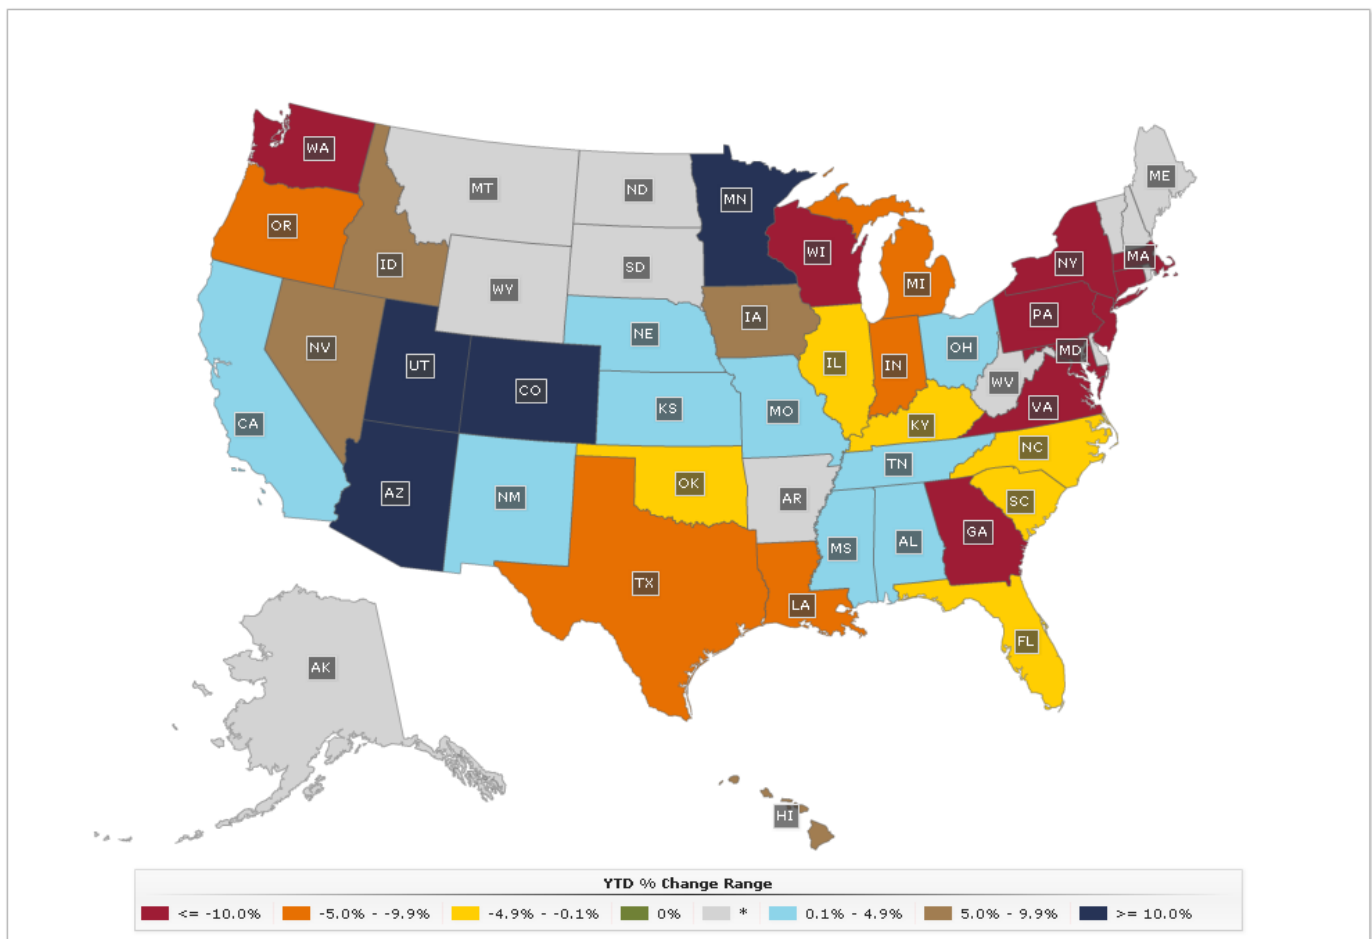 WA
MT
ND
MN
ME
OR
WI
MA
NY
ID
SD
MI
WY
PA
IA
NE
NV
OH
MD
UT
IL
IN
WV
CO
VA
KS
MO
CA
KY
NC
TN
OK
AZ
NM
AR
SC
GA
AL
MS
TX
LA
FL
AK
HI
YTD % Change Range
<= -10.0% -5.0% - -9.9% -4.9% - -0.1% 0% * 0.1% - 4.9% 5.0% - 9.9% >= 10.0%